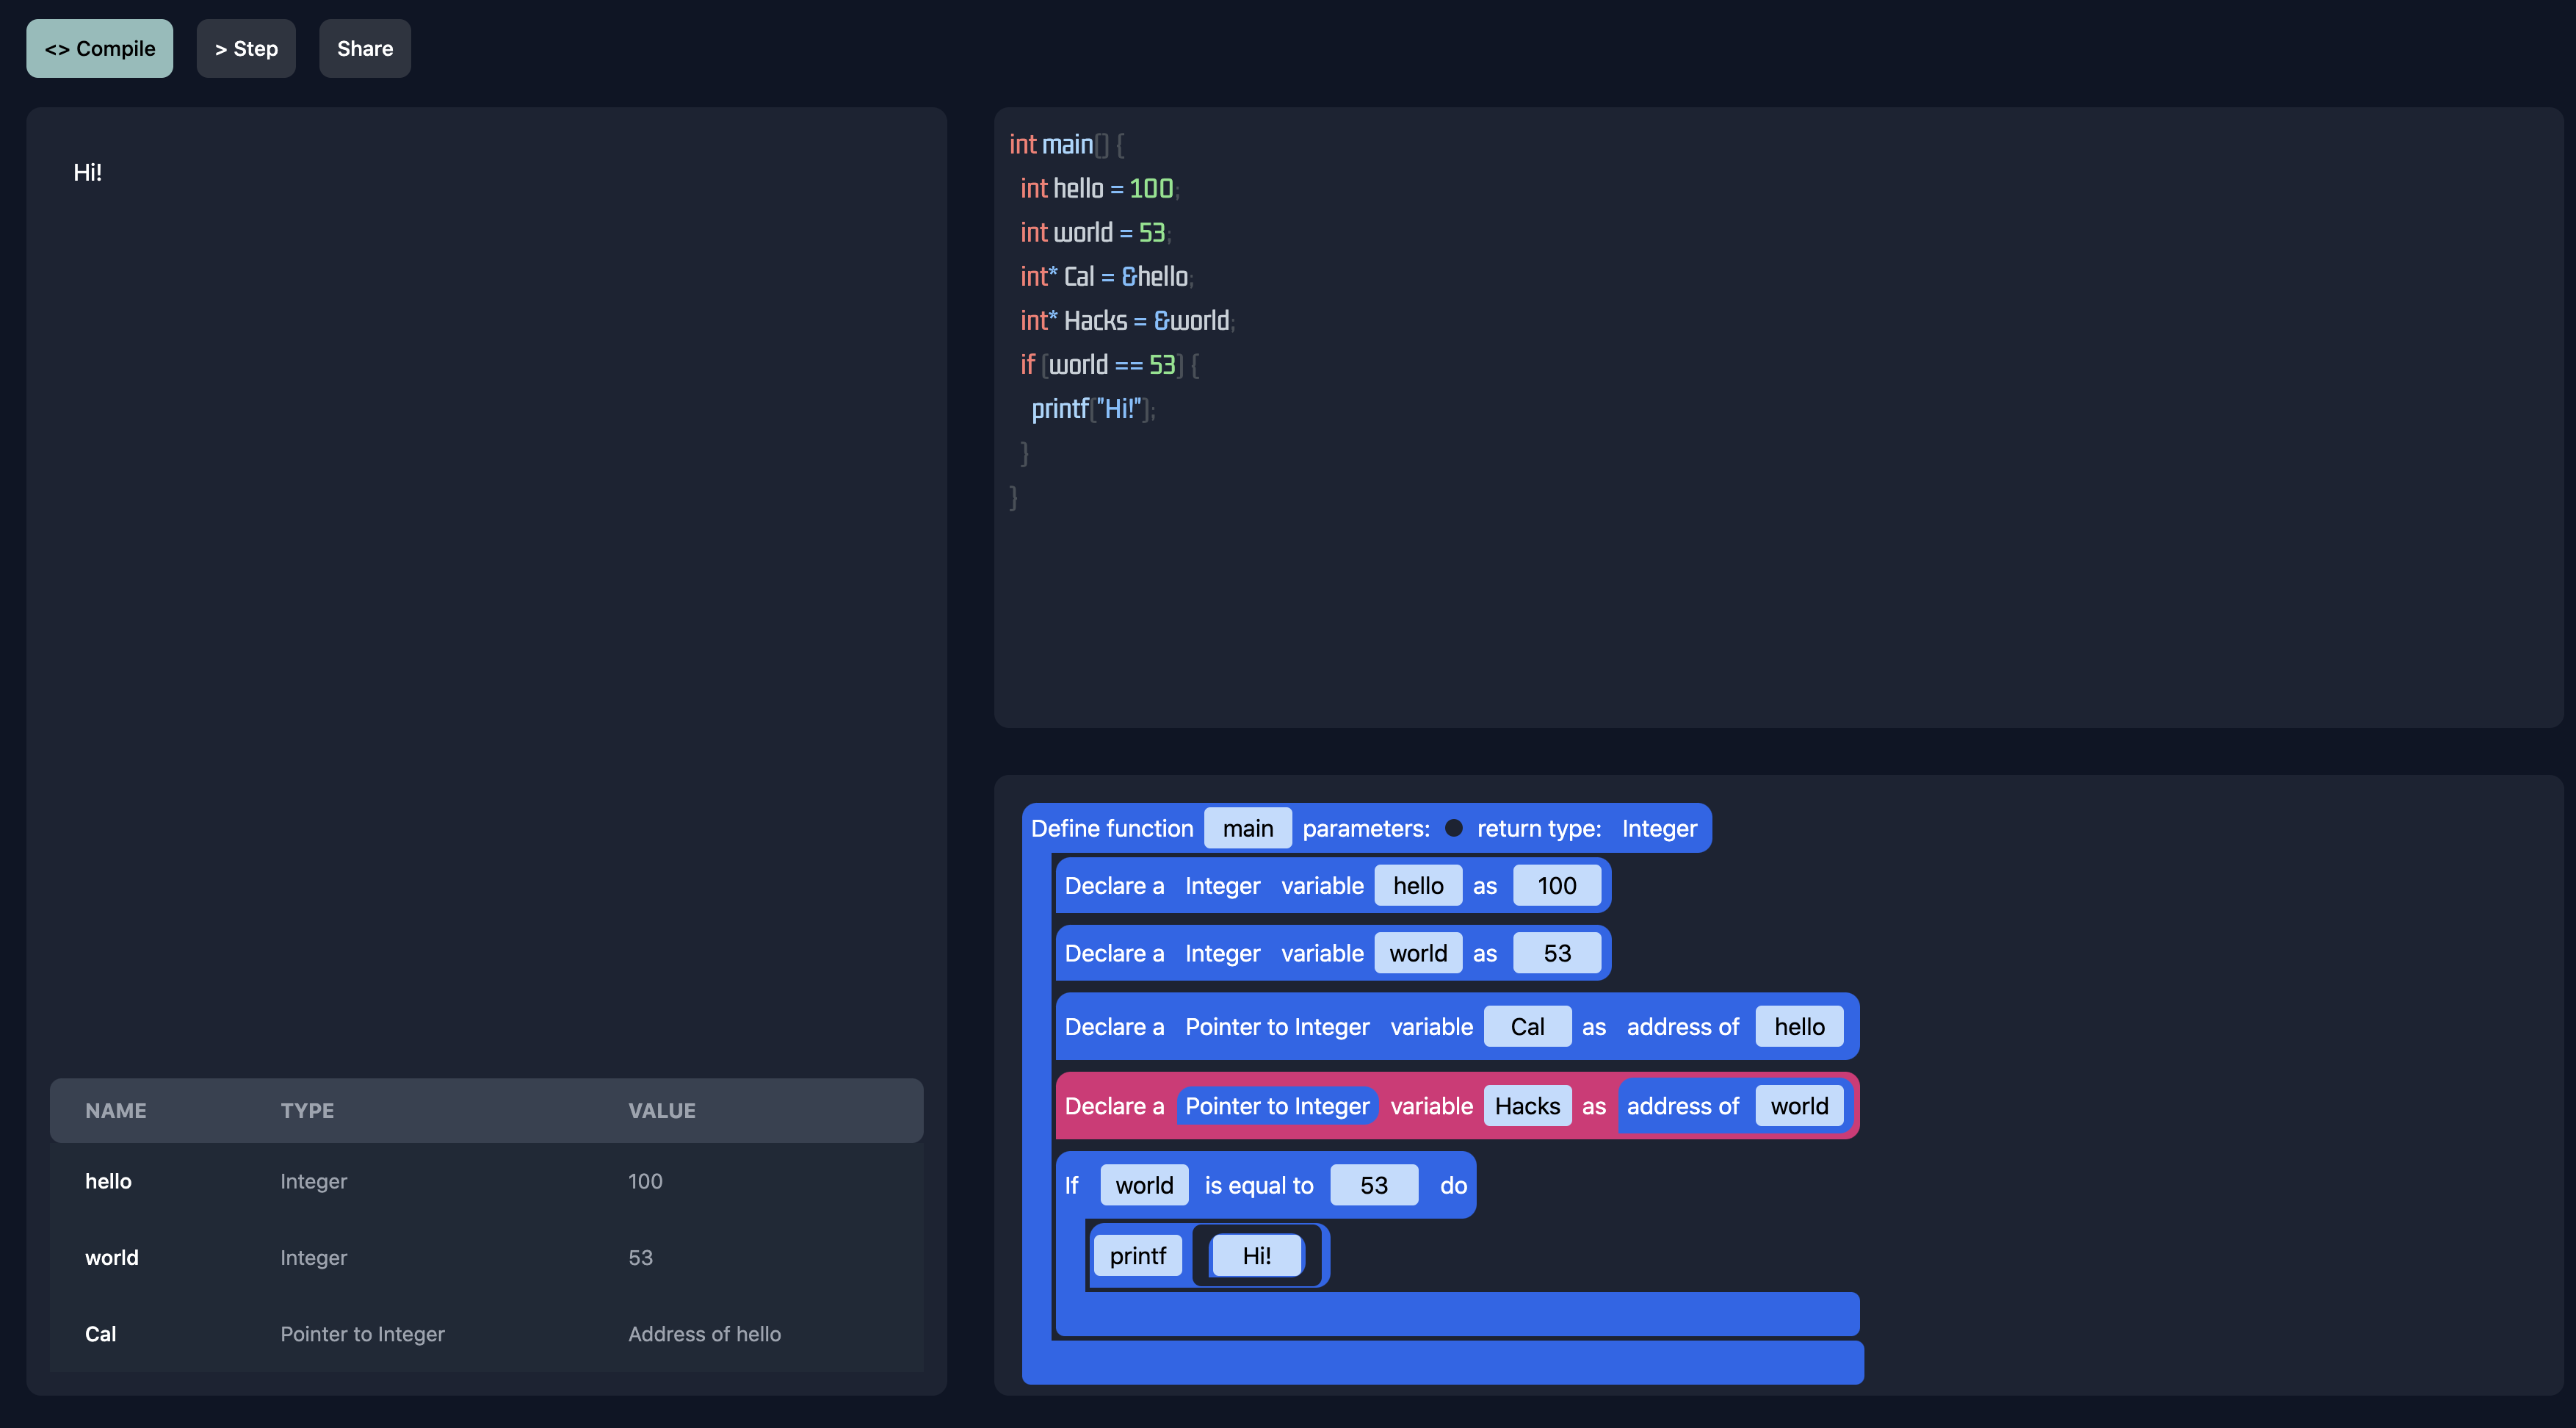 <> Compile
> Step
Share
Hi!
NAME TYPE VALUE
hello Integer 100
world Integer 53
Cal Pointer to Integer Address of hello
int main() {
int hello = 100;
int world = 53;
int* Cal = &hello;
int* Hacks = &world;
if (world == 53) {
printf("Hi!");
}
}
Define function main parameters: return type: Integer
Declare a Integer variable hello as 100
Declare a Integer variable world as 53
Declare a Pointer to Integer variable Cal as address of hello
Declare a Pointer to Integer variable Hacks as address of world
If world is equal to 53 do
printf Hi!